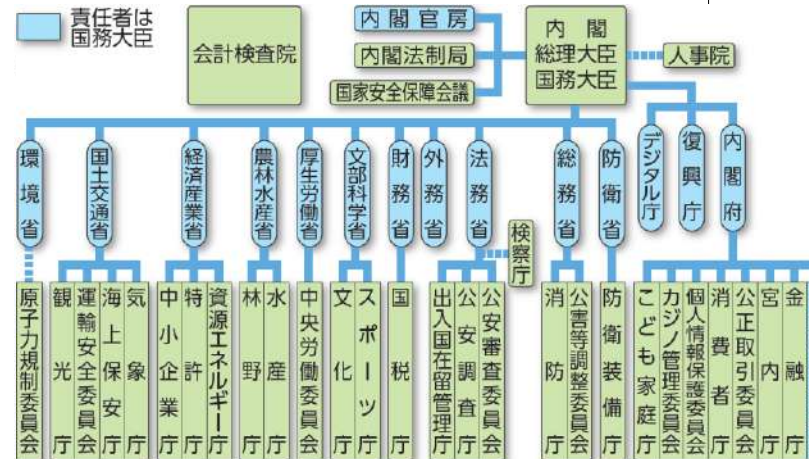 責任者は
国務大臣
会計検査院
内閣官房
内閣法制局
国家安全保障会議
内閣
総理大臣
国務大臣
人事院
環境省
国土交通省
経済産業省
農林水産省
厚生労働省
文部科学省
財務省
外務省
法務省
検察庁
総務省
防衛省
デジタル庁
復興庁
内閣府
原子力規制委員会
観光庁
運輸安全委員会
海上保安庁
気象庁
中小企業庁
特許庁
資源エネルギー庁
林野庁
水産庁
中央労働委員会
文化庁
スポーツ庁
国税庁
出入国在留管理庁
公安調査庁
公安審査委員会
消防庁
公害等調整委員会
防衛装備庁
こども家庭庁
カジノ管理委員会
個人情報保護委員会
消費者庁
公正取引委員会
宮内庁
金融庁